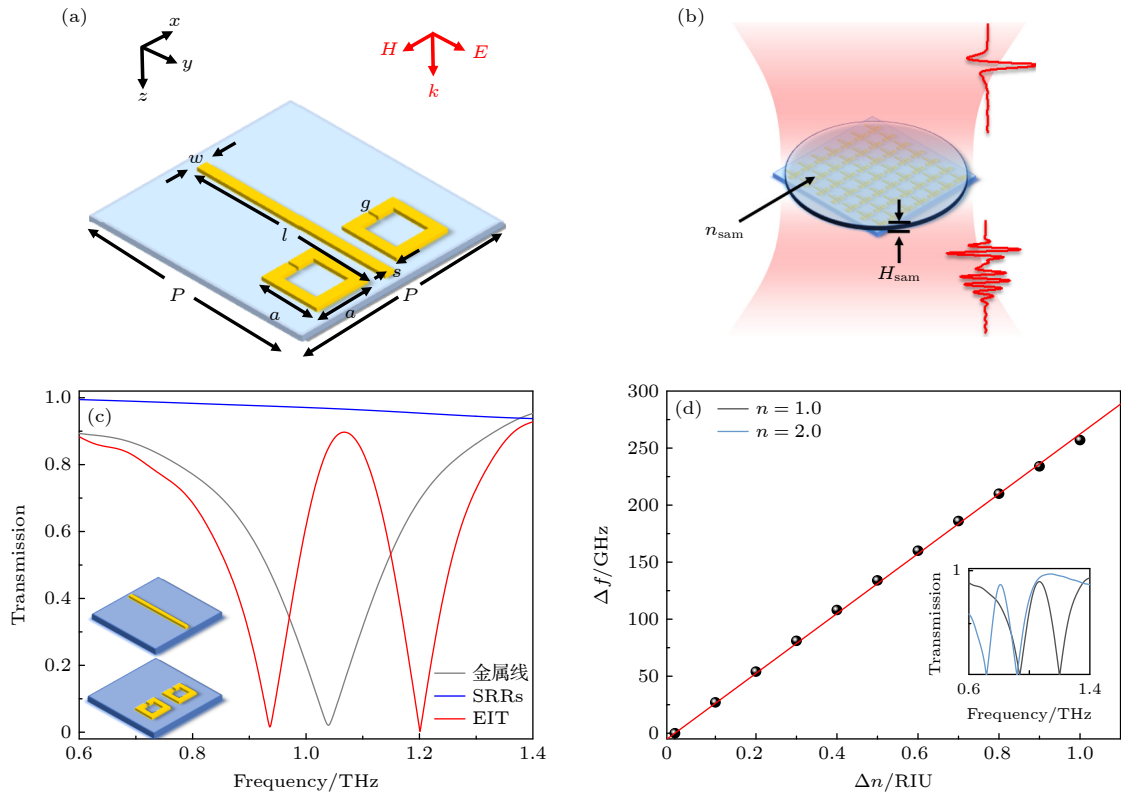 (a)
x
y
z
H
E
k
w
g
l
s
P
a
a
P
(b)
n_sam
H_sam
(c)
Transmission
1.0
0.8
0.6
0.4
0.2
0
金属线
SRRs
EIT
0.6
0.8
1.0
1.2
1.4
Frequency/THz
(d)
n = 1.0
n = 2.0
Δf/GHz
300
250
200
150
100
50
0
0
0.2
0.4
0.6
0.8
1.0
Δn/RIU
Transmission
1
0.6
1.4
Frequency/THz